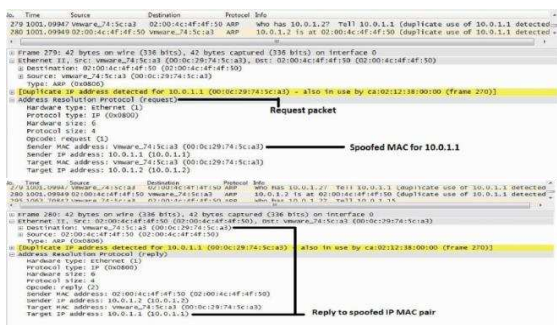 No. Time Source Destination Protocol Info
279 1001.09947 Vmware_74:5c:a3 02:00:4c:4f:4f:50 ARP Who has 10.0.1.2? Tell 10.0.1.1 (duplicate use of 10.0.1.1 detected
280 1001.09949 02:00:4c:4f:4f:50 Vmware_74:5c:a3 ARP 10.0.1.2 is at 02:00:4c:4f:4f:50 (duplicate use of 10.0.1.1 detected
Frame 279: 42 bytes on wire (336 bits), 42 bytes captured (336 bits) on interface 0
Ethernet II, Src: Vmware_74:5c:a3 (00:0c:29:74:5c:a3), Dst: 02:00:4c:4f:4f:50 (02:00:4c:4f:4f:50)
Destination: 02:00:4c:4f:4f:50 (02:00:4c:4f:4f:50)
Source: Vmware_74:5c:a3 (00:0c:29:74:5c:a3)
Type: ARP (0x0806)
[Duplicate IP address detected for 10.0.1.1 (00:0c:29:74:5c:a3) - also in use by ca:02:12:38:00:00 (frame 270)]
Address Resolution Protocol (request)
Request packet
Hardware type: Ethernet (1)
Protocol type: IP (0x0800)
Hardware size: 6
Protocol size: 4
Opcode: request (1)
Sender MAC address: Vmware_74:5c:a3 (00:0c:29:74:5c:a3)
Spoofed MAC for 10.0.1.1
Sender IP address: 10.0.1.1 (10.0.1.1)
Target MAC address: Vmware_74:5c:a3 (00:0c:29:74:5c:a3)
Target IP address: 10.0.1.2 (10.0.1.2)
No. Time Source Destination Protocol Info
279 1001.09947 Vmware_74:5c:a3 02:00:4c:4f:4f:50 ARP Who has 10.0.1.2? Tell 10.0.1.1 (duplicate use of 10.0.1.1 detected
280 1001.09949 02:00:4c:4f:4f:50 Vmware_74:5c:a3 ARP 10.0.1.2 is at 02:00:4c:4f:4f:50 (duplicate use of 10.0.1.1 detected
Frame 280: 42 bytes on wire (336 bits), 42 bytes captured (336 bits) on interface 0
Ethernet II, Src: 02:00:4c:4f:4f:50 (02:00:4c:4f:4f:50), Dst: Vmware_74:5c:a3 (00:0c:29:74:5c:a3)
Destination: Vmware_74:5c:a3 (00:0c:29:74:5c:a3)
Source: 02:00:4c:4f:4f:50 (02:00:4c:4f:4f:50)
Type: ARP (0x0806)
[Duplicate IP address detected for 10.0.1.1 (00:0c:29:74:5c:a3) - also in use by ca:02:12:38:00:00 (frame 270)]
Address Resolution Protocol (reply)
Hardware type: Ethernet (1)
Protocol type: IP (0x0800)
Hardware size: 6
Protocol size: 4
Opcode: reply (2)
Sender MAC address: 02:00:4c:4f:4f:50 (02:00:4c:4f:4f:50)
Sender IP address: 10.0.1.2 (10.0.1.2)
Target MAC address: Vmware_74:5c:a3 (00:0c:29:74:5c:a3)
Target IP address: 10.0.1.1 (10.0.1.1)
Reply to spoofed IP MAC pair